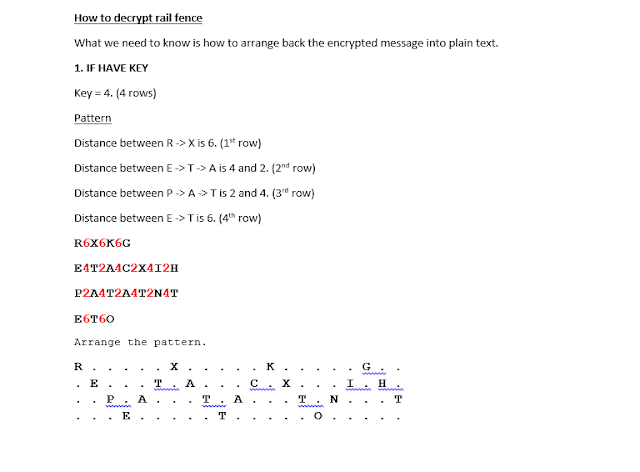 How to decrypt rail fence
What we need to know is how to arrange back the encrypted message into plain text.
1. IF HAVE KEY
Key = 4. (4 rows)
Pattern
Distance between R -> X is 6. (1st row)
Distance between E -> T -> A is 4 and 2. (2nd row)
Distance between P -> A -> T is 2 and 4. (3rd row)
Distance between E -> T is 6. (4th row)
R6X6K6G
E4T2A4C2X4I2H
P2A4T2A4T2N4T
E6T6O
Arrange the pattern.
R . . . . . X . . . . . K . . . . . G . .
. E . . . T . A . . . C . X . . . I . H .
. . P . A . . . T . A . . . T . N . . . T
. . . E . . . . . T . . . . . O . . . . .